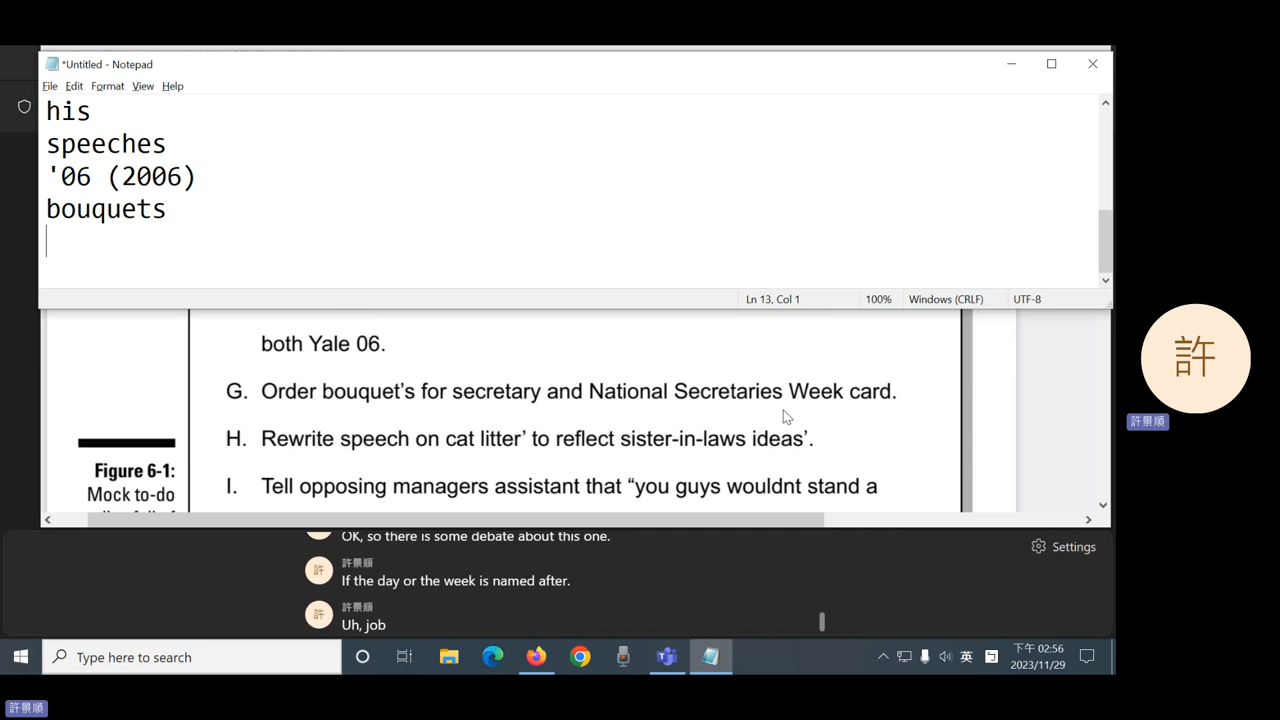 *Untitled - Notepad
File Edit Format View Help
his
speeches
'06 (2006)
bouquets
Ln 13, Col 1 100% Windows (CRLF) UTF-8
both Yale 06.
G. Order bouquet’s for secretary and National Secretaries Week card.
H. Rewrite speech on cat litter’ to reflect sister-in-laws ideas’.
Figure 6-1:
I. Tell opposing managers assistant that “you guys wouldnt stand a
Mock to-do
OK, so there is some debate about this one.
許景順
許 If the day or the week is named after.
許景順
許 Uh, job
Settings
許
許景順
Type here to search
英
下午 02:56
2023/11/29
許景順